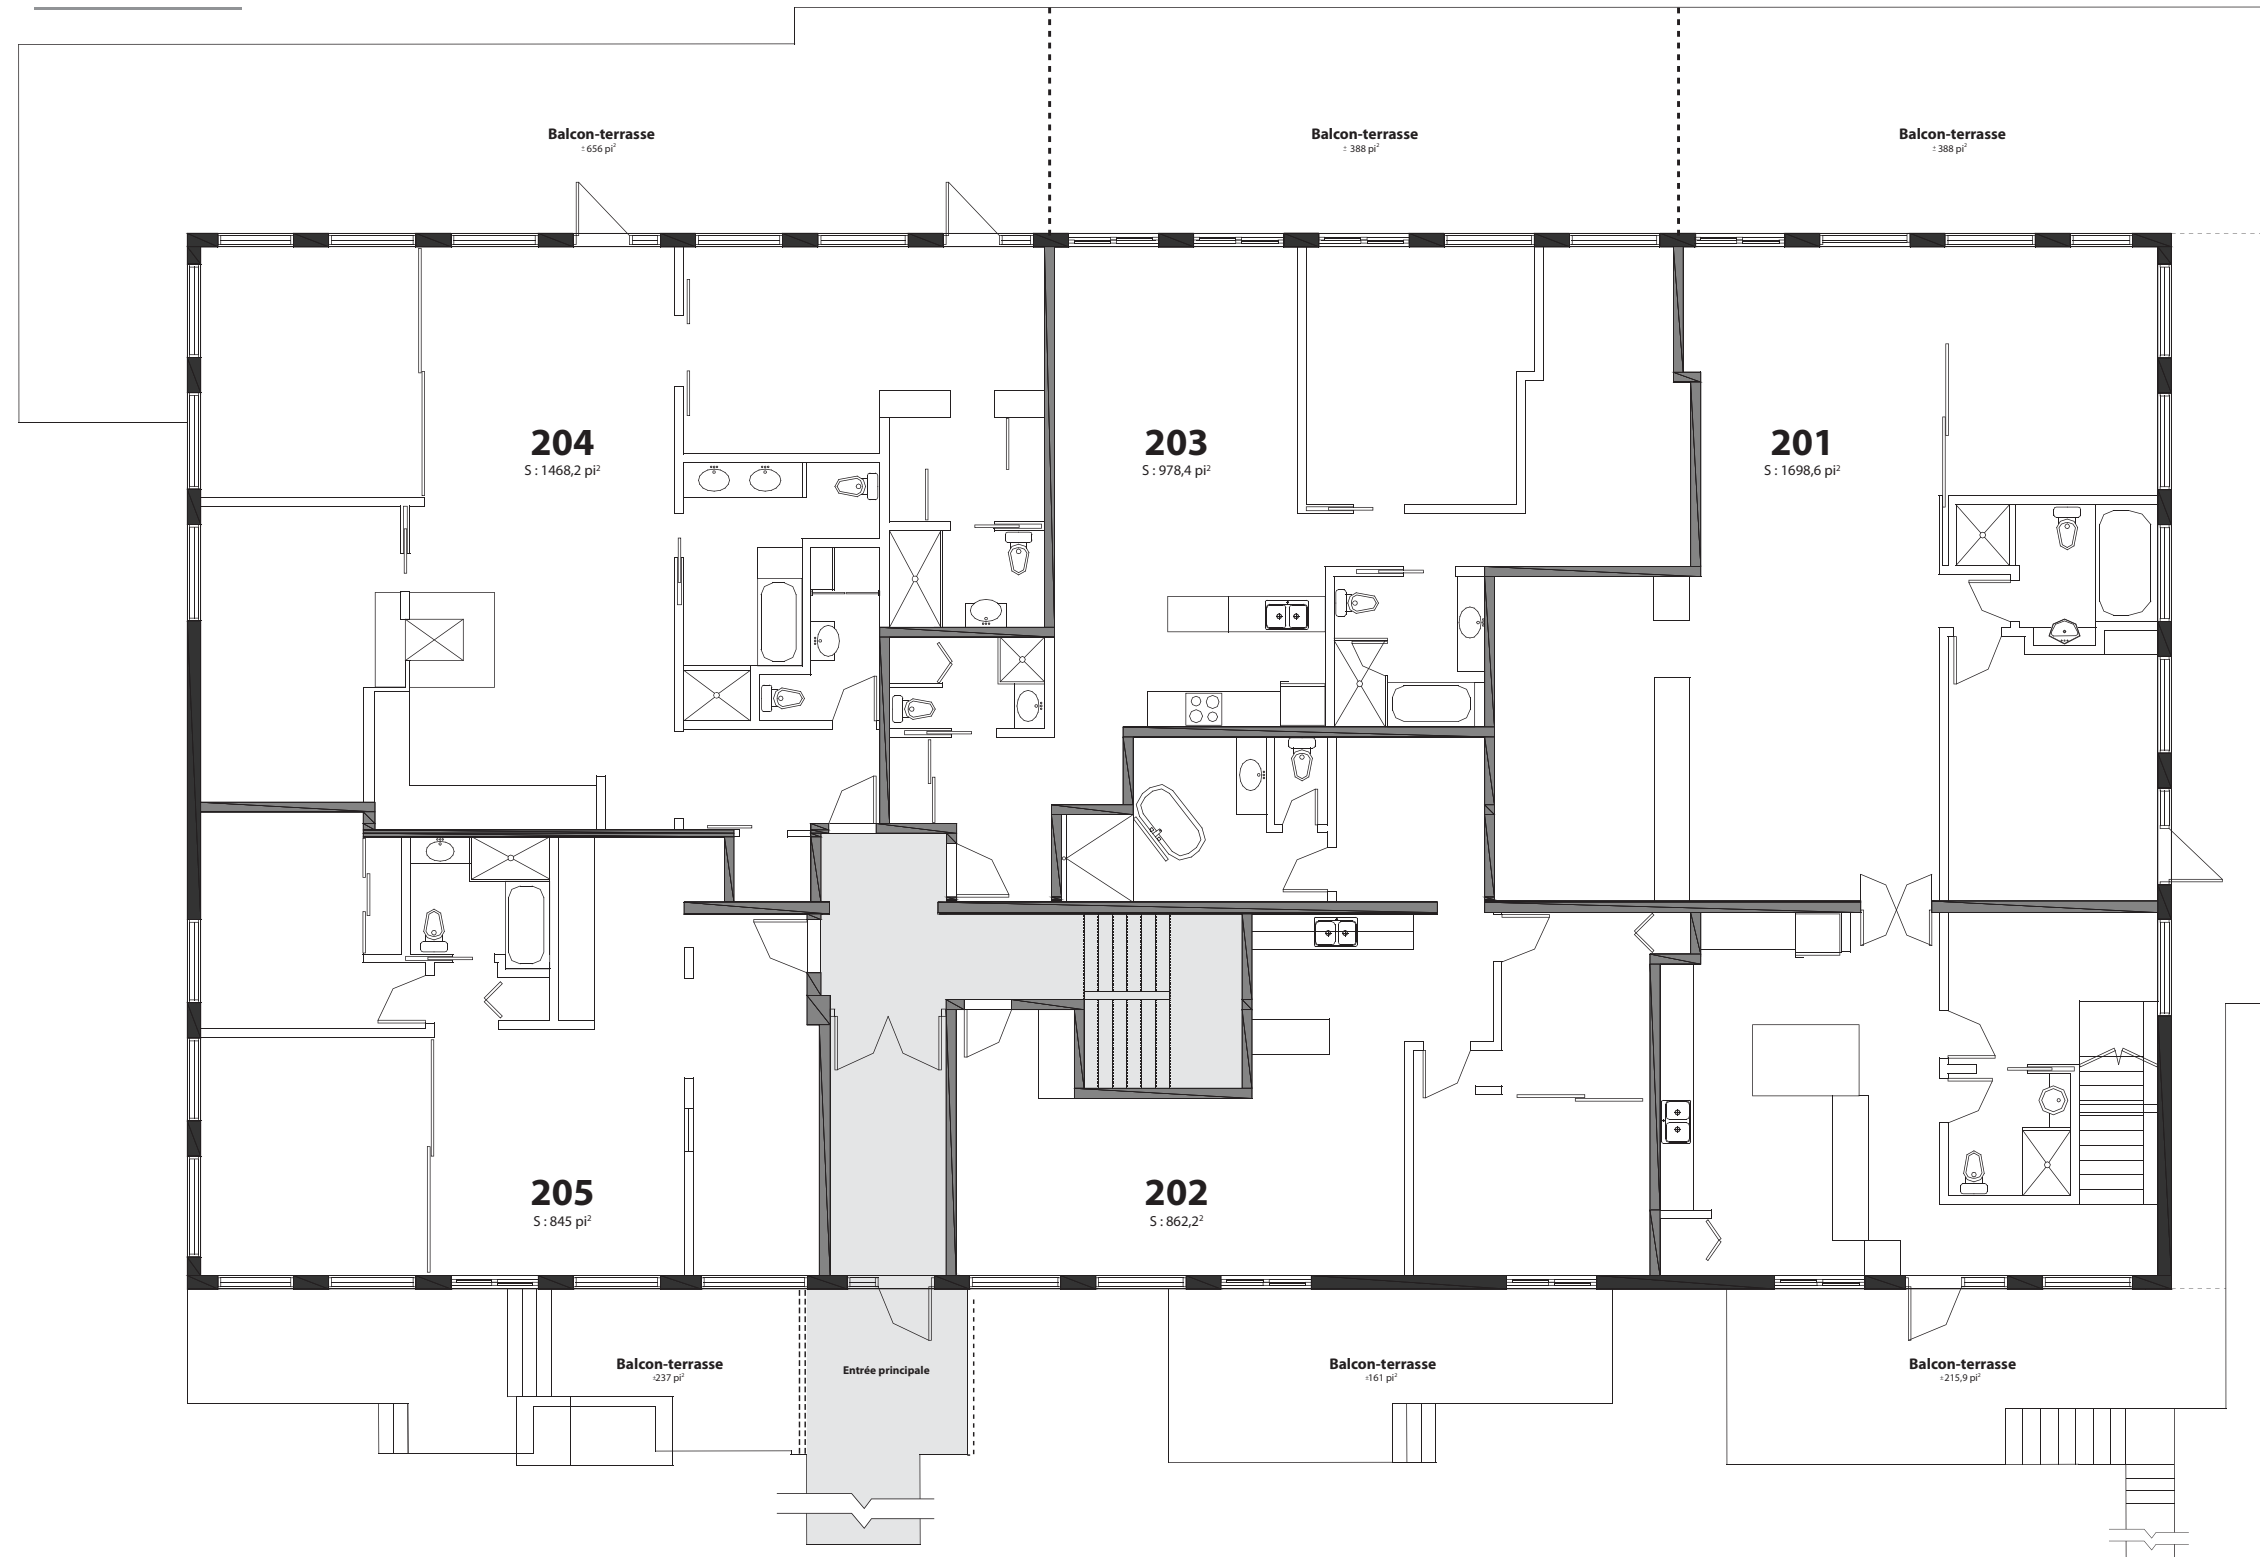 Balcon-terrasse
± 656 pi²
Balcon-terrasse
± 388 pi²
Balcon-terrasse
± 388 pi²
204
S : 1468,2 pi²
203
S : 978,4 pi²
201
S : 1698,6 pi²
205
S : 845 pi²
202
S : 862,2²
Balcon-terrasse
±237 pi²
Entrée principale
Balcon-terrasse
±161 pi²
Balcon-terrasse
±215,9 pi²